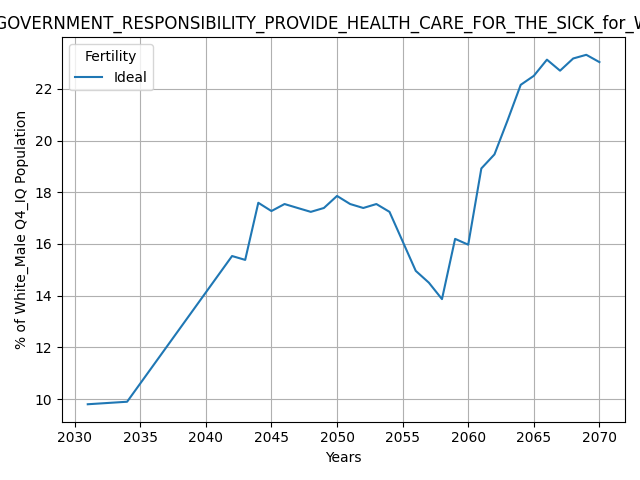 GOVERNMENT_RESPONSIBILITY_PROVIDE_HEALTH_CARE_FOR_THE_SICK_for_W
Fertility
Ideal
22
20
18
16
14
12
10
% of White_Male Q4_IQ Population
2030 2035 2040 2045 2050 2055 2060 2065 2070
Years